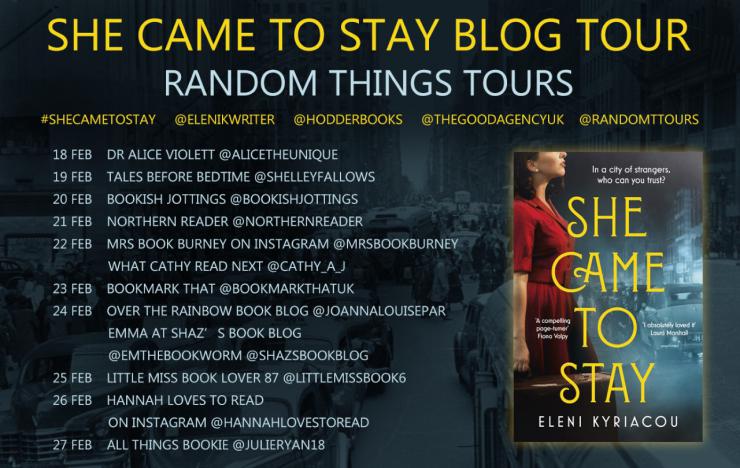 SHE CAME TO STAY BLOG TOUR
RANDOM THINGS TOURS
#SHECAMETOSTAY @ELENIKWRITER @HODDERBOOKS @THEGOODAGENCYUK @RANDOMTTOURS
18 FEB DR ALICE VIOLETT @ALICETHEUNIQUE
19 FEB TALES BEFORE BEDTIME @SHELLEYFALLOWS
20 FEB BOOKISH JOTTINGS @BOOKISHJOTTINGS
21 FEB NORTHERN READER @NORTHERNREADER
22 FEB MRS BOOK BURNEY ON INSTAGRAM @MRSBOOKBURNEY
WHAT CATHY READ NEXT @CATHY_A_J
23 FEB BOOKMARK THAT @BOOKMARKTHATUK
24 FEB OVER THE RAINBOW BOOK BLOG @JOANNALOUISEPAR
EMMA AT SHAZ'S BOOK BLOG
@EMTHEBOOKWORM @SHAZSBOOKBLOG
25 FEB LITTLE MISS BOOK LOVER 87 @LITTLEMISSBOOK6
26 FEB HANNAH LOVES TO READ
ON INSTAGRAM @HANNAHLOVESTOREAD
27 FEB ALL THINGS BOOKIE @JULIERYAN18
In a city of strangers,
who can you trust?
SHE
CAME
TO
STAY
'A compelling
page-turner'
Fiona Valpy
'I absolutely loved it'
Laura Marshall
ELENI KYRIACOU